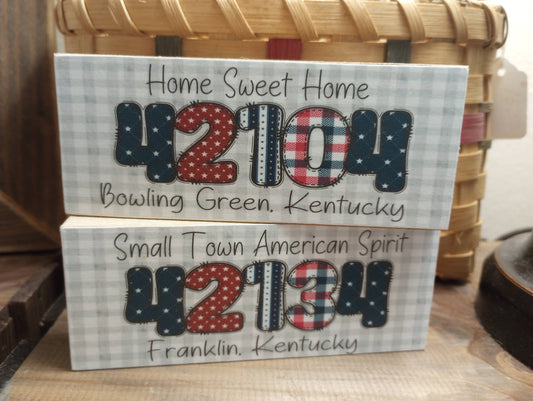 Home Sweet Home
42104
Bowling Green, Kentucky
Small Town American Spirit
42134
Franklin, Kentucky